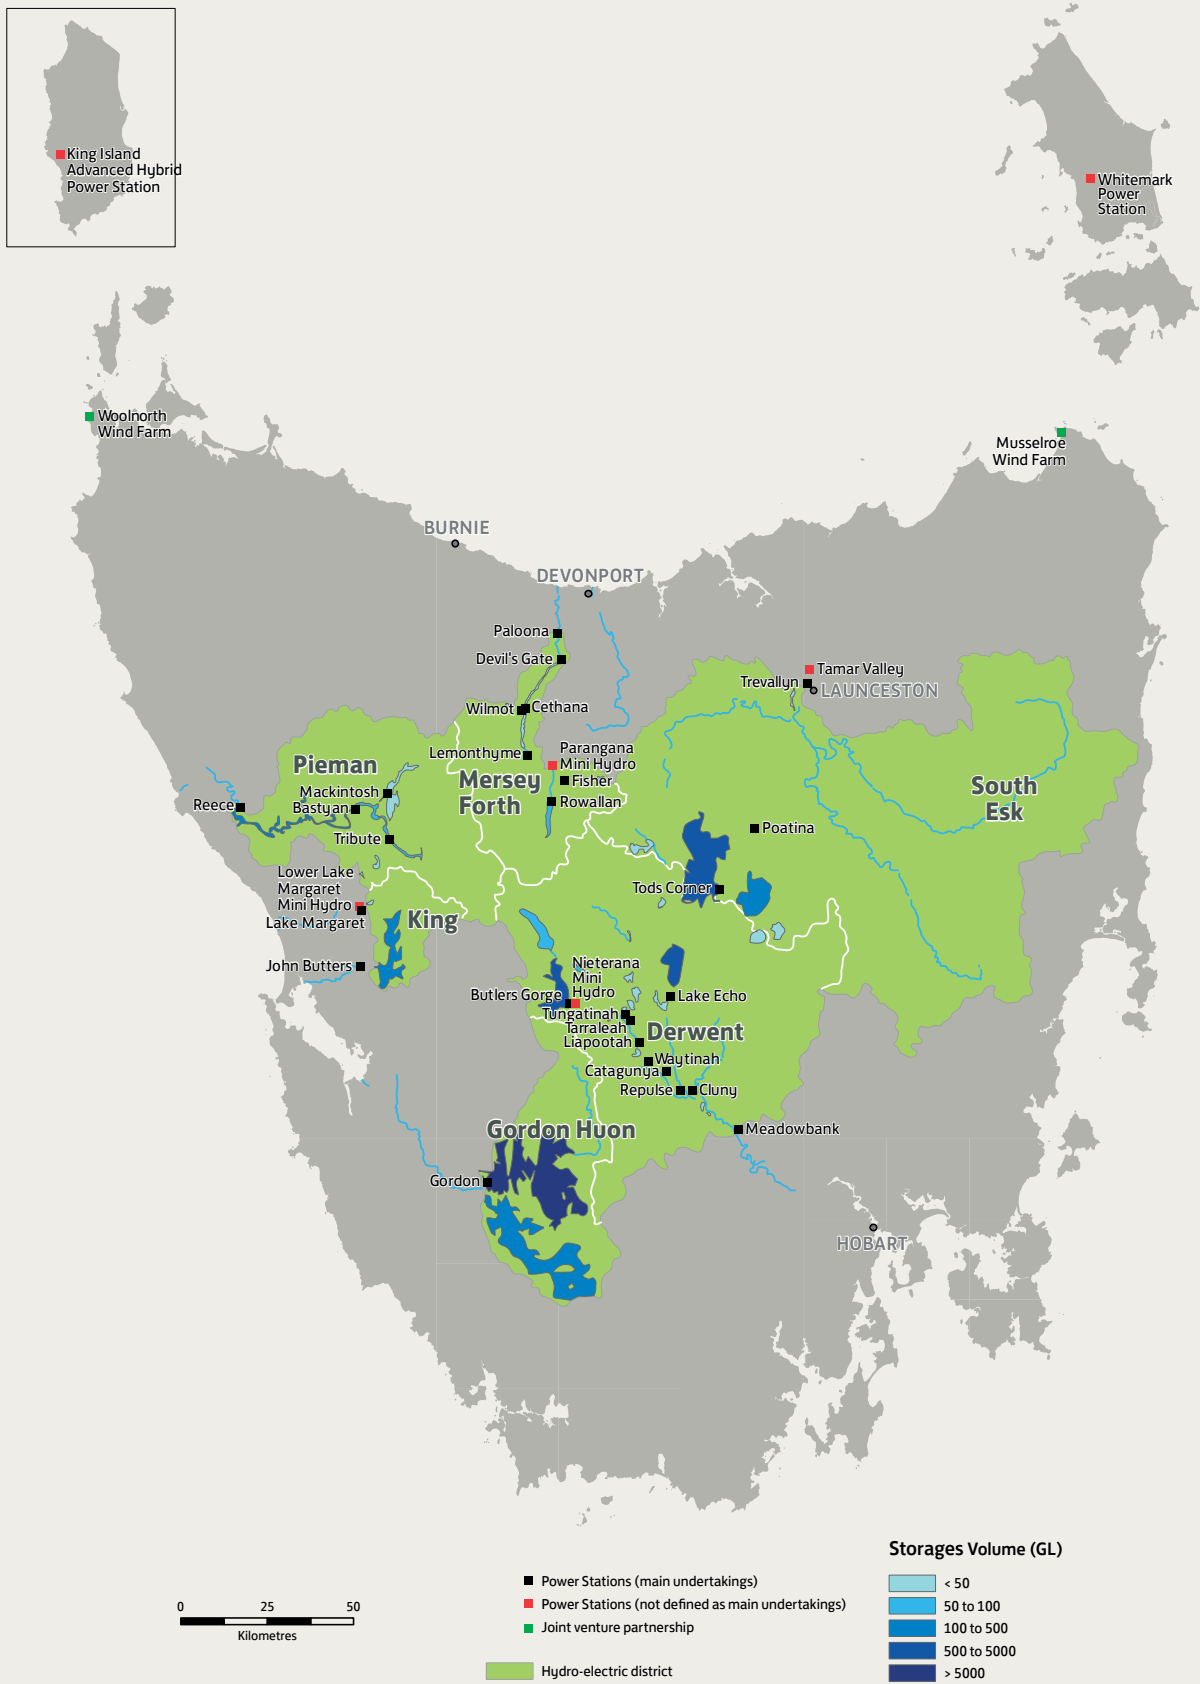 King Island
Advanced Hybrid
Power Station
Whitemark
Power
Station
Woolnorth
Wind Farm
Musselroe
Wind Farm
BURNIE
DEVONPORT
Paloona
Devil's Gate
Tamar Valley
Trevallyn
LAUNCESTON
Wilmot
Cethana
Lemonthyme
Parangana
Mini Hydro
Fisher
Rowallan
Mersey
Forth
Pieman
Mackintosh
Bastyan
Reece
Tribute
South
Esk
Poatina
Tods Corner
Lower Lake
Margaret
Mini Hydro
Lake Margaret
King
John Butters
Nieterana
Mini
Hydro
Butlers Gorge
Lake Echo
Tungatinah
Tarraleah
Liapootah
Derwent
Waytinah
Catagunya
Repulse
Cluny
Meadowbank
Gordon Huon
Gordon
HOBART
Storages Volume (GL)
< 50
50 to 100
100 to 500
500 to 5000
> 5000
Power Stations (main undertakings)
Power Stations (not defined as main undertakings)
Joint venture partnership
Hydro-electric district
0 25 50
Kilometres